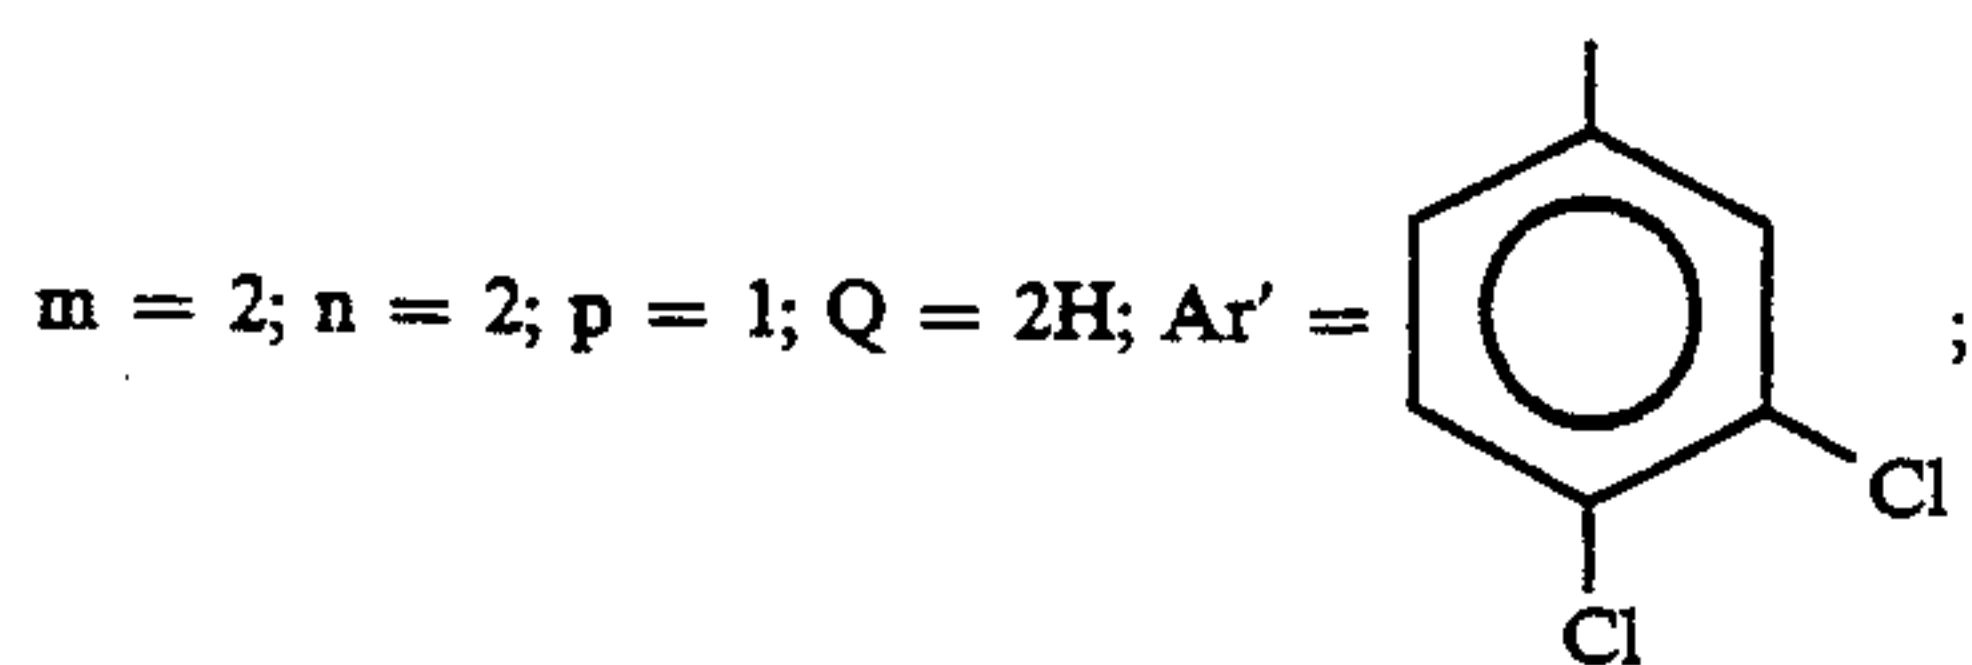 m = 2; n = 2; p = 1; Q = 2H; Ar′ = ;
Cl
Cl